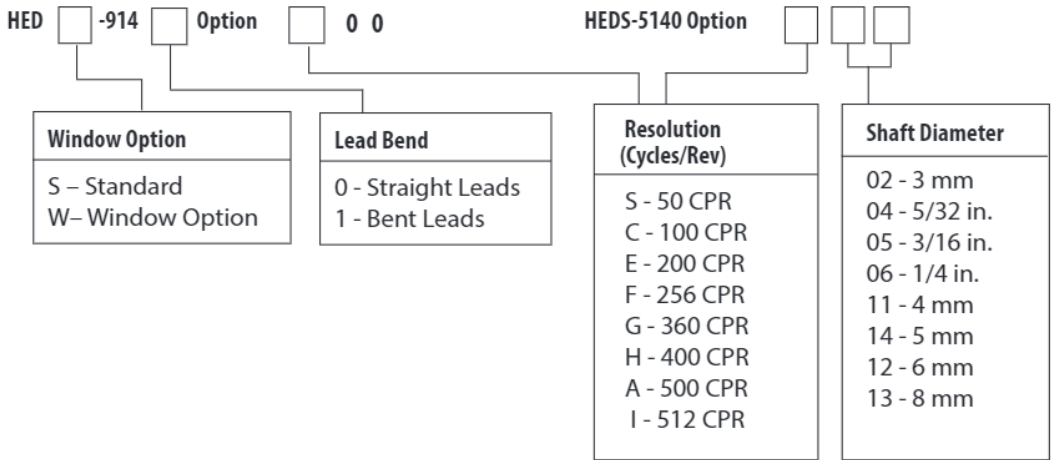 HED -914 Option 0 0 HEDS-5140 Option
Window Option
S – Standard
W– Window Option
Lead Bend
0 - Straight Leads
1 - Bent Leads
Resolution
(Cycles/Rev)
S - 50 CPR
C - 100 CPR
E - 200 CPR
F - 256 CPR
G - 360 CPR
H - 400 CPR
A - 500 CPR
I - 512 CPR
Shaft Diameter
02 - 3 mm
04 - 5/32 in.
05 - 3/16 in.
06 - 1/4 in.
11 - 4 mm
14 - 5 mm
12 - 6 mm
13 - 8 mm